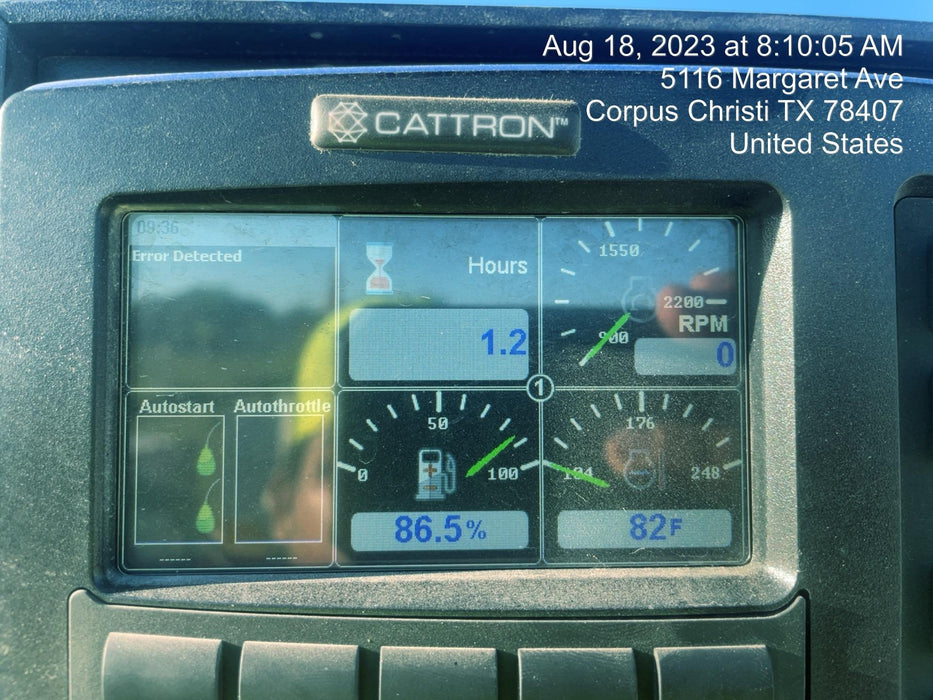 Aug 18, 2023 at 8:10:05 AM
5116 Margaret Ave
Corpus Christi TX 78407
United States
CATTRON™
09:36
Error Detected
Hours
1.2
1550
2200
RPM
900
0
1
Autostart
Autothrottle
50
0
100
86.5%
176
104
248
82F
------
------